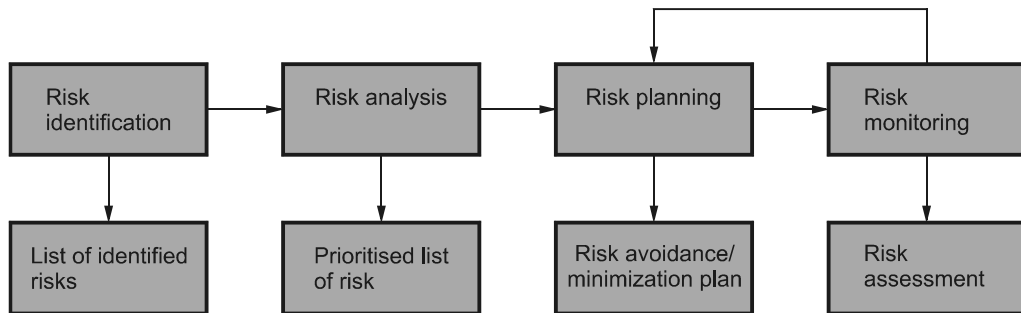 Risk
identification
Risk analysis
Risk planning
Risk
monitoring
List of identified
risks
Prioritised list
of risk
Risk avoidance/
minimization plan
Risk
assessment